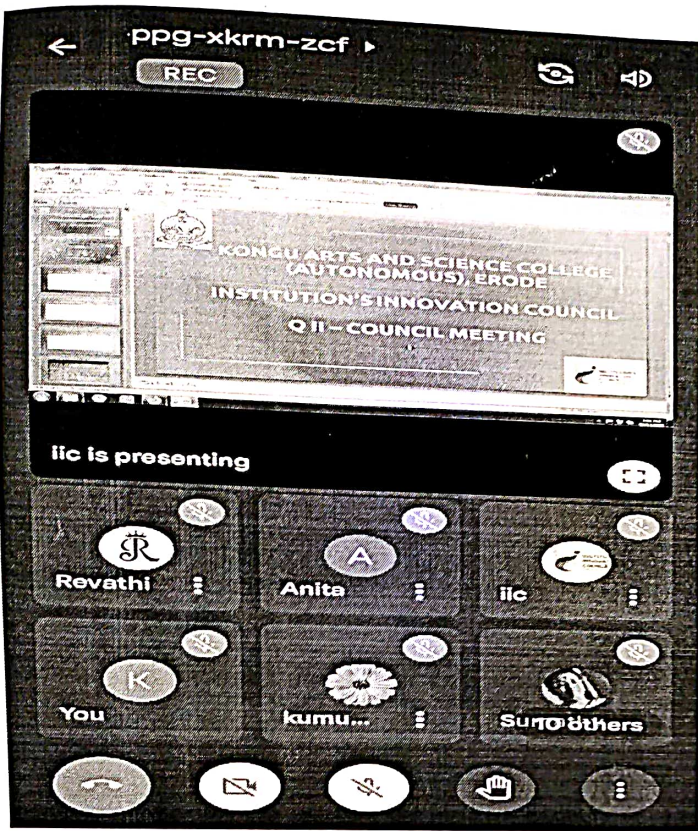 ppg-xkrm-zcf
REC
KONGU ARTS AND SCIENCE COLLEGE
(AUTONOMOUS), ERODE
INSTITUTION'S INNOVATION COUNCIL
Q II – COUNCIL MEETING
iic is presenting
R
Revathi
A
Anita
iic
K
You
kumu...
10 others